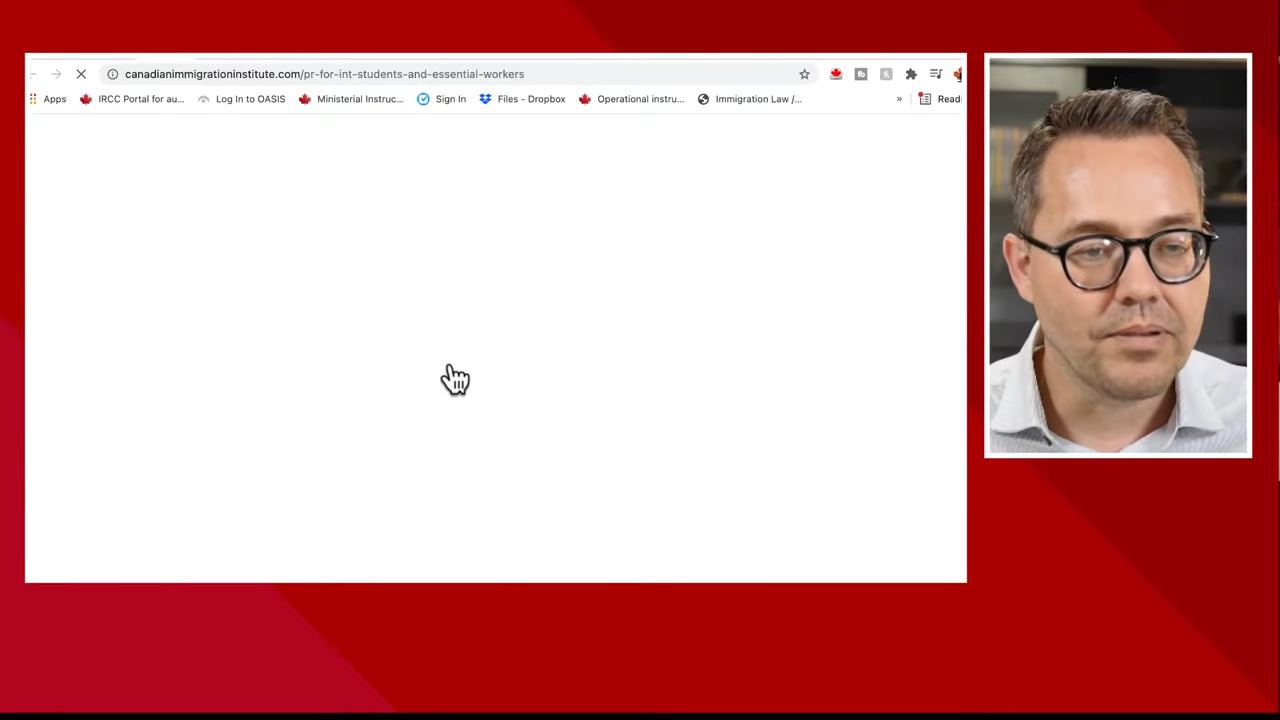 canadianimmigrationinstitute.com/pr-for-int-students-and-essential-workers
Apps IRCC Portal for au... Log In to OASIS Ministerial Instruc... Sign In Files - Dropbox Operational instru... Immigration Law /... » Readi